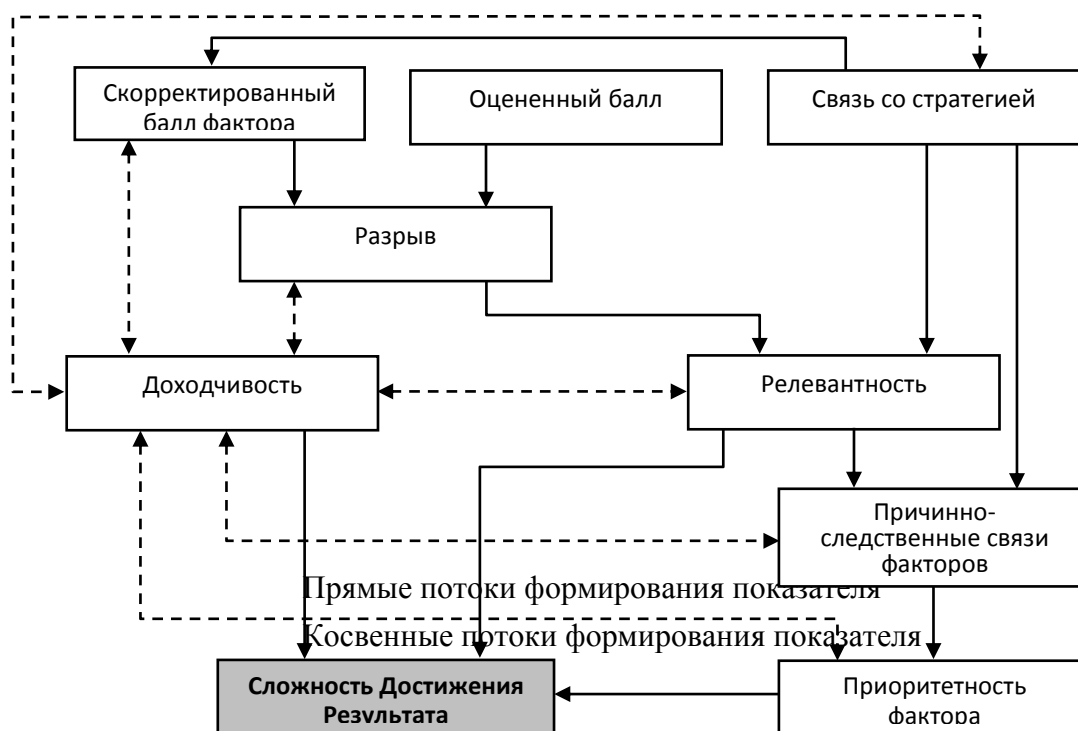 Скорректированный
балл фактора
Оцененный балл
Связь со стратегией
Разрыв
Доходчивость
Релевантность
Причинно-
следственные связи
факторов
Прямые потоки формирования показателя
Косвенные потоки формирования показателя
Сложность Достижения
Результата
Приоритетность
фактора